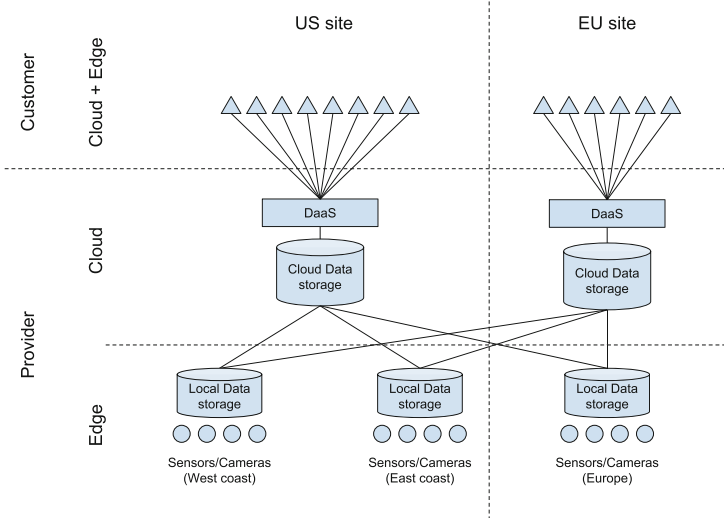 US site
EU site
Customer
Cloud + Edge
DaaS
DaaS
Cloud
Cloud Data
storage
Cloud Data
storage
Provider
Edge
Local Data
storage
Local Data
storage
Local Data
storage
Sensors/Cameras
(West coast)
Sensors/Cameras
(East coast)
Sensors/Cameras
(Europe)